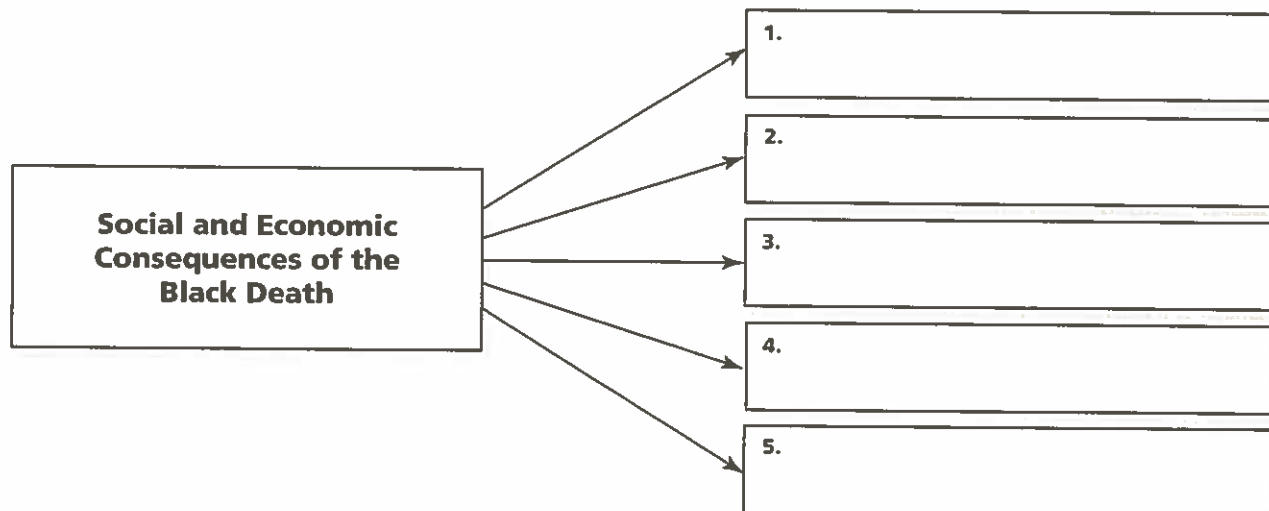 Social and Economic
Consequences of the
Black Death
1.
2.
3.
4.
5.